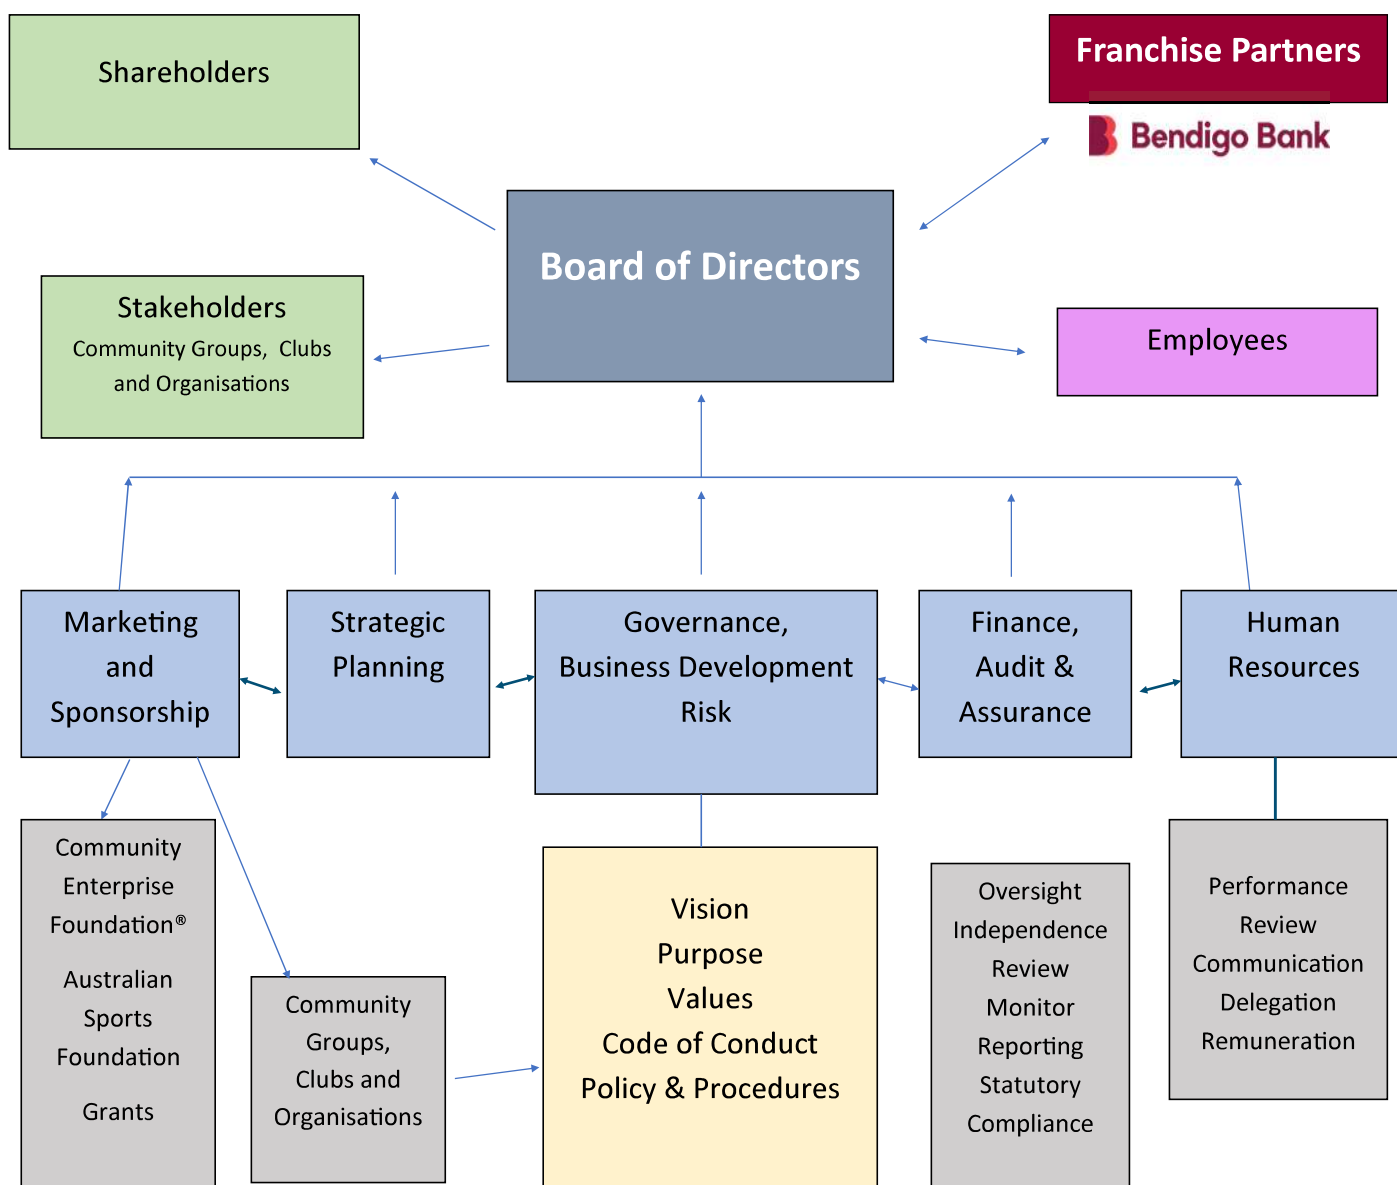 Shareholders
Franchise Partners
Bendigo Bank
Board of Directors
Stakeholders
Community Groups, Clubs
and Organisations
Employees
Marketing
and
Sponsorship
Strategic
Planning
Governance,
Business Development
Risk
Finance,
Audit &
Assurance
Human
Resources
Community
Enterprise
Foundation®
Australian
Sports
Foundation
Grants
Community
Groups,
Clubs and
Organisations
Vision
Purpose
Values
Code of Conduct
Policy & Procedures
Oversight
Independence
Review
Monitor
Reporting
Statutory
Compliance
Performance
Review
Communication
Delegation
Remuneration